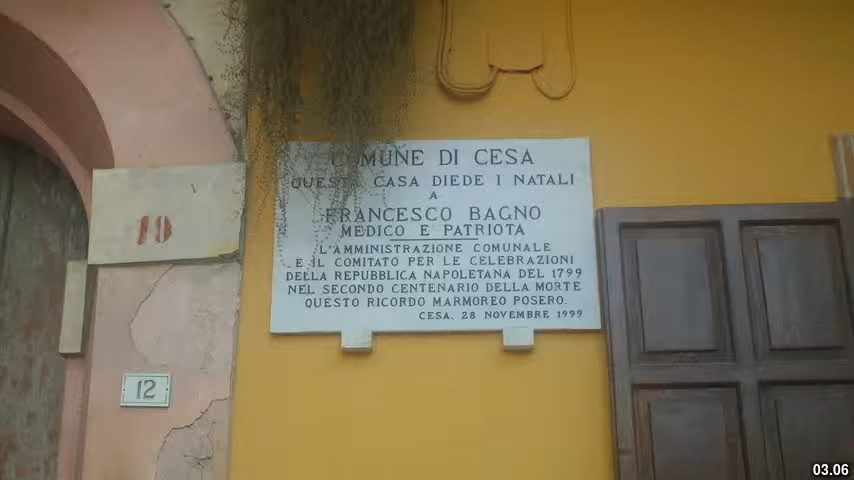 COMUNE DI CESA
QUESTA CASA DIEDE I NATALI
A
FRANCESCO BAGNO
MEDICO E PATRIOTA
L'AMMINISTRAZIONE COMUNALE
E IL COMITATO PER LE CELEBRAZIONI
DELLA REPUBBLICA NAPOLETANA DEL 1799
NEL SECONDO CENTENARIO DELLA MORTE
QUESTO RICORDO MARMOREO POSERO.
CESA, 28 NOVEMBRE 1999
12
03.06